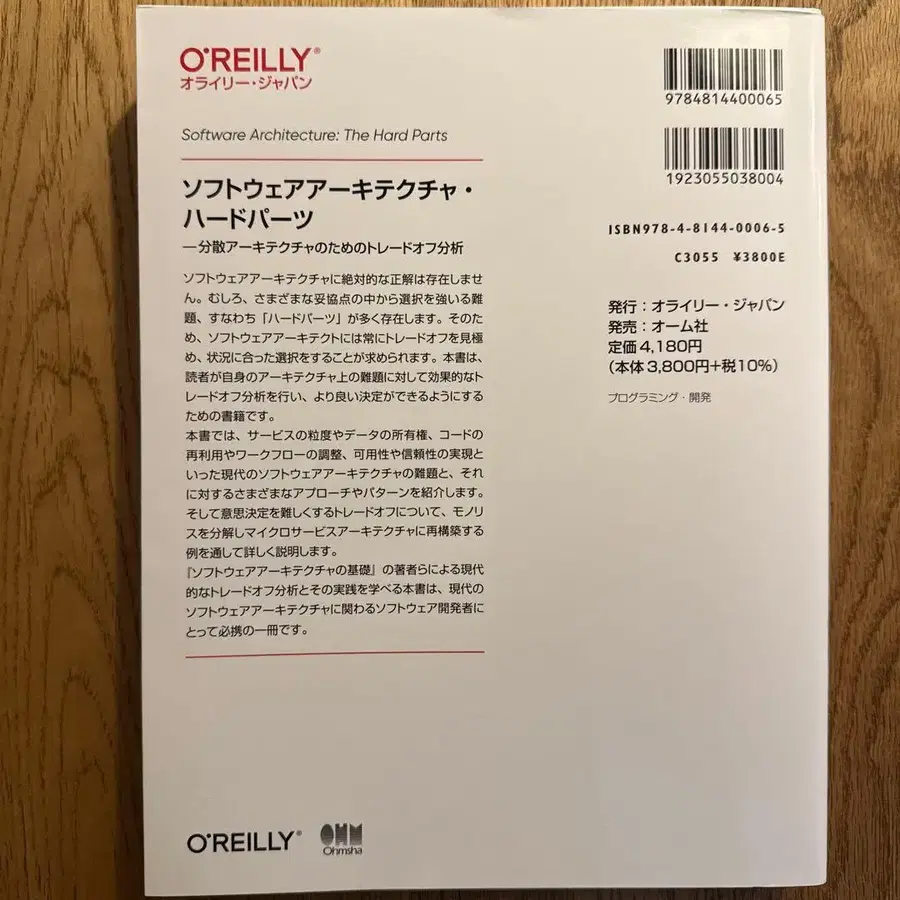 O'REILLY®
オライリー・ジャパン
Software Architecture: The Hard Parts
ソフトウェアアーキテクチャ・
ハードパーツ
―分散アーキテクチャのためのトレードオフ分析
ソフトウェアアーキテクチャに絶対的な正解は存在しませ
ん。むしろ、さまざまな妥協点の中から選択を強いる難
題、すなわち「ハードパーツ」が多く存在します。そのた
め、ソフトウェアアーキテクトには常にトレードオフを見極
め、状況に合った選択をすることが求められます。本書は、
読者が自身のアーキテクチャ上の難題に対して効果的なト
レードオフ分析を行い、より良い決定ができるようにする
ための書籍です。
本書では、サービスの粒度やデータの所有権、コードの
再利用やワークフローの調整、可用性や信頼性の実現と
いった現代のソフトウェアアーキテクチャの難題と、それ
に対するさまざまなアプローチやパターンを紹介します。
そして意思決定を難しくするトレードオフについて、モノリ
スを分解しマイクロサービスアーキテクチャに再構築する
例を通して詳しく説明します。
『ソフトウェアアーキテクチャの基礎』の著者らによる現代
的なトレードオフ分析とその実践を学べる本書は、現代の
ソフトウェアアーキテクチャに関わるソフトウェア開発者に
とって必携の一冊です。
9784814400065
1923055038004
ISBN978-4-8144-0006-5
C3055 ¥3800E
発行：オライリー・ジャパン
発売：オーム社
定価4,180円
（本体3,800円+税10%）
プログラミング・開発
O'REILLY®
OHM
Ohmsha